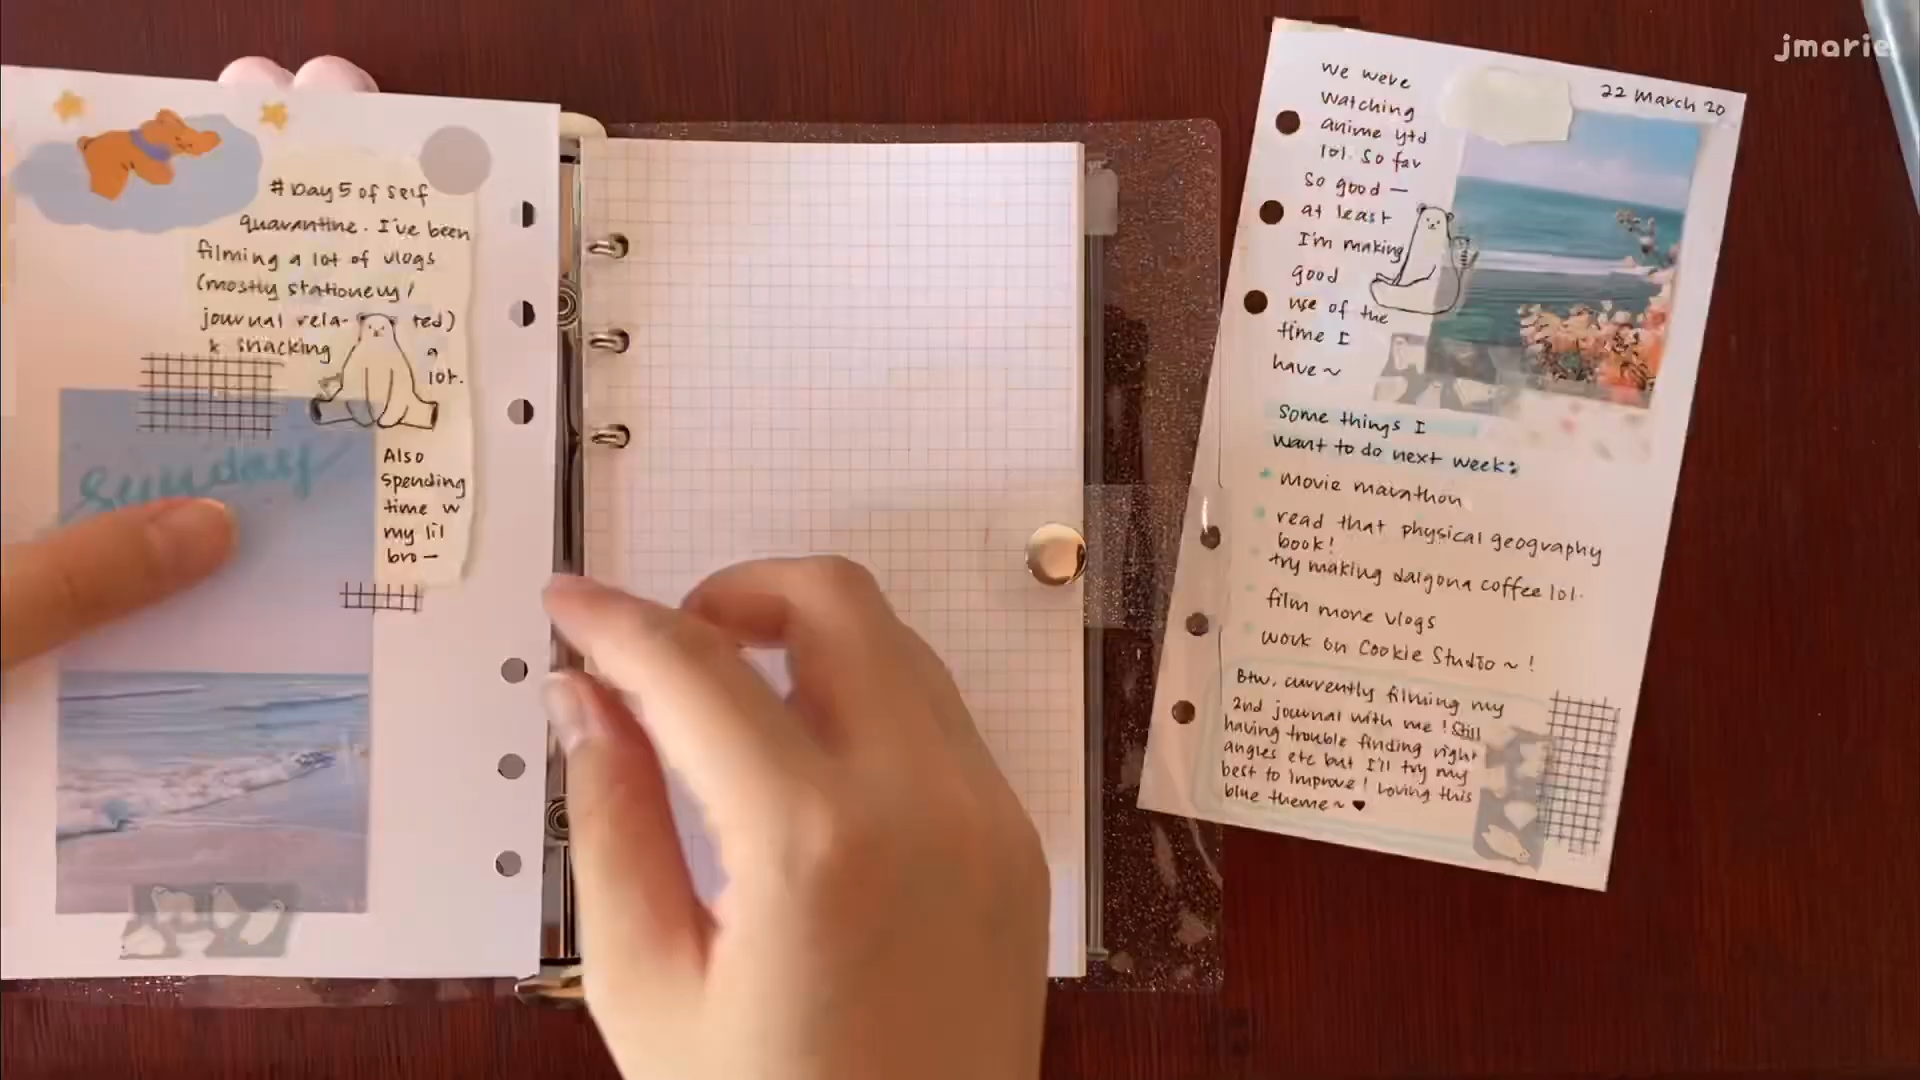 # Day 5 of self
quarantine. I've been
filming a lot of vlogs
(mostly stationery/
journal rela- ted)
& snacking a
lot.
Sunday
Also
spending
time w
my lil
bro —
jmarie
22 March 20
We were
watching
anime ytd
lol. So far
so good —
at least
I'm making
good
use of the
time I
have ~
Some things I
want to do next week:
movie marathon
read that physical geography
book!
try making dalgona coffee lol.
film more vlogs
work on Cookie Studio ~ !
Btw, currently filming my
2nd journal with me! Still
having trouble finding right
angles etc but I'll try my
best to improve! Loving this
blue theme ~ ♥